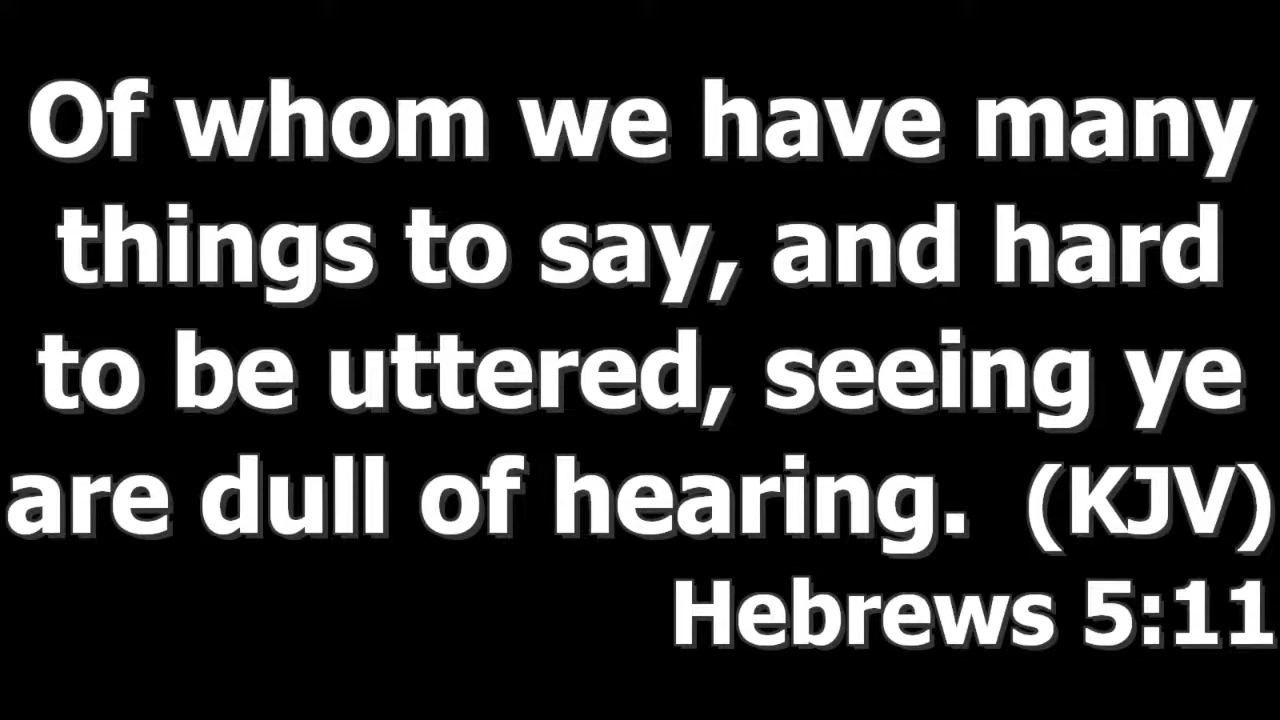 Of whom we have many
things to say, and hard
to be uttered, seeing ye
are dull of hearing. (KJV)
Hebrews 5:11